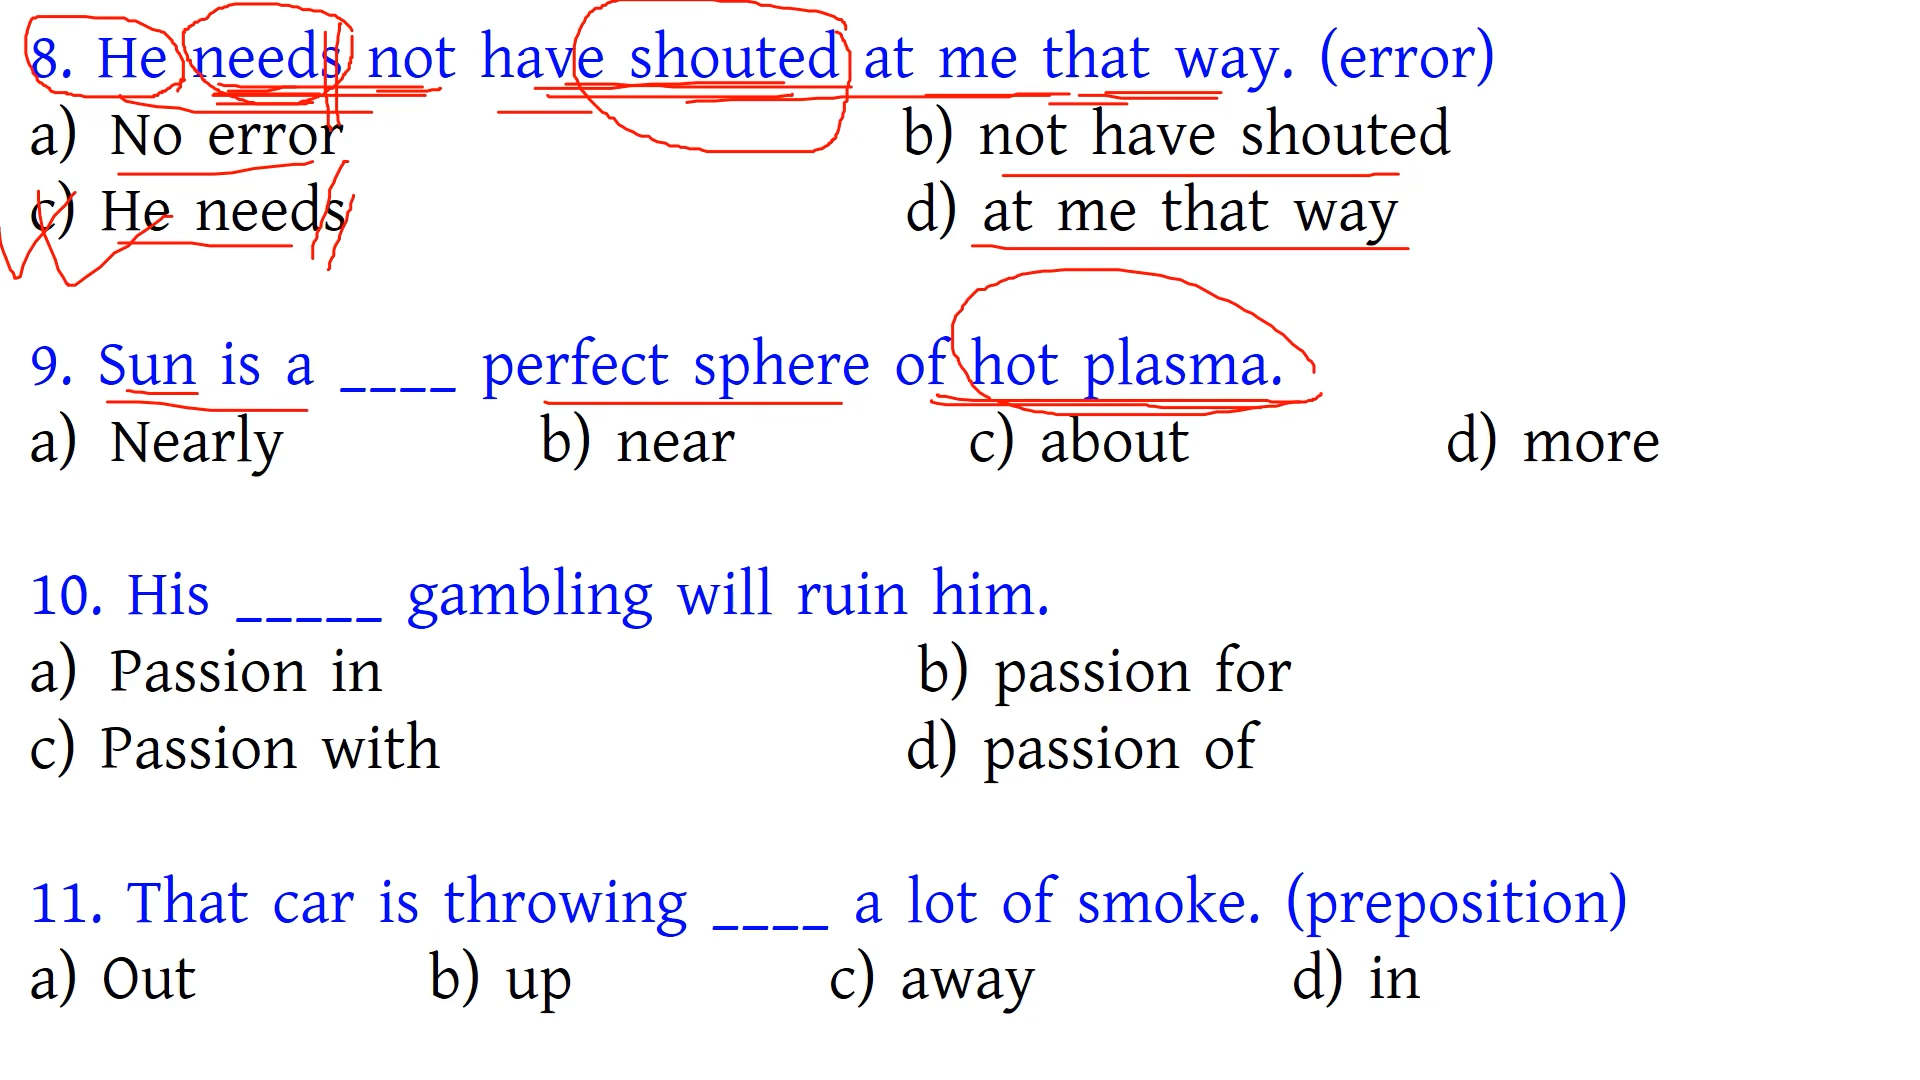 8. He needs not have shouted at me that way. (error)
a) No error b) not have shouted
c) He needs d) at me that way
9. Sun is a ____ perfect sphere of hot plasma.
a) Nearly b) near c) about d) more
10. His _____ gambling will ruin him.
a) Passion in b) passion for
c) Passion with d) passion of
11. That car is throwing ____ a lot of smoke. (preposition)
a) Out b) up c) away d) in